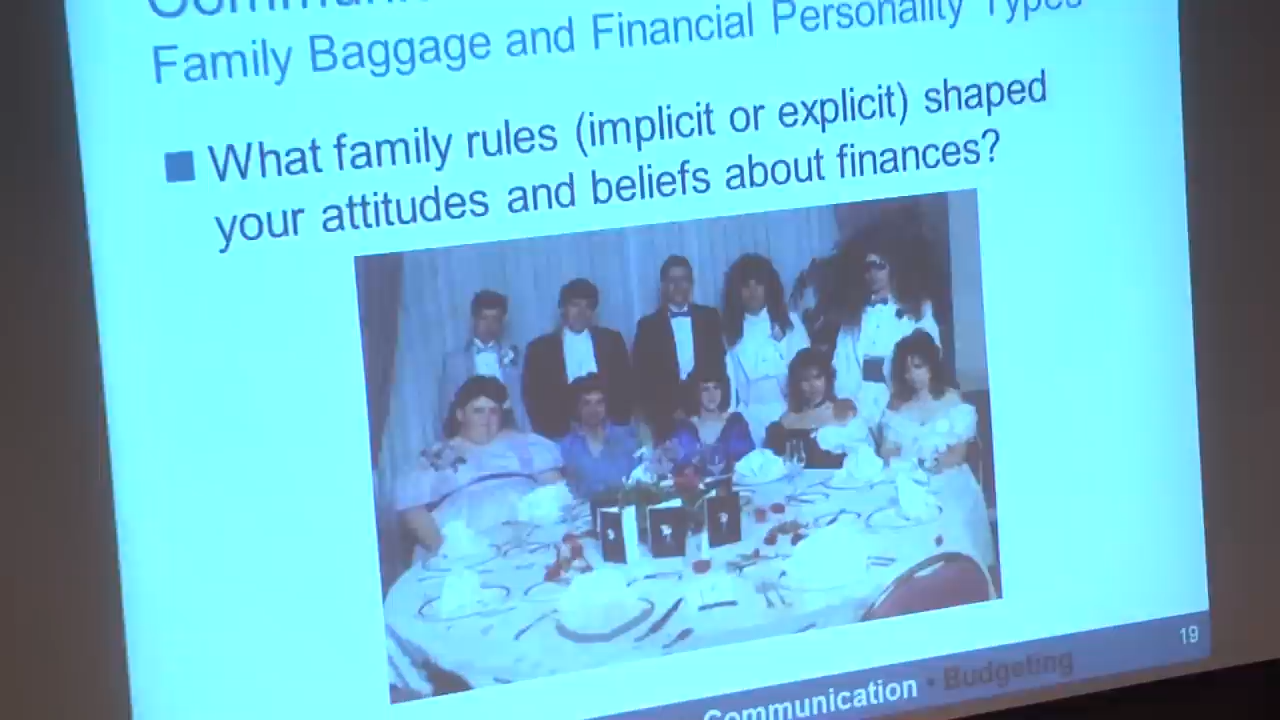 Family Baggage and Financial Personality Types
■ What family rules (implicit or explicit) shaped
your attitudes and beliefs about finances?
19
Communication • Budgeting